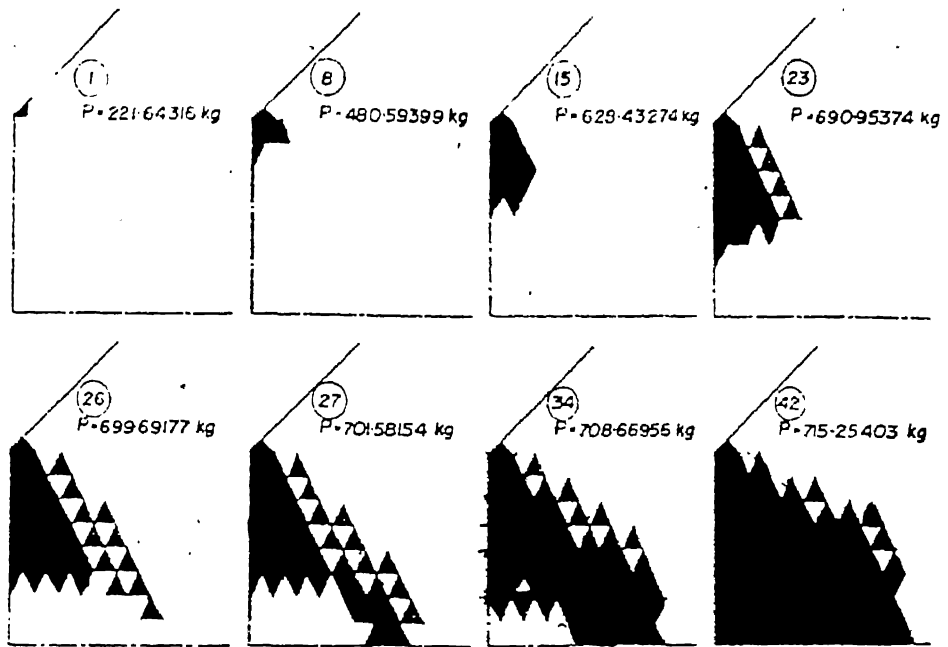 1
P=221·64316 kg
8
P=480·59399 kg
15
P=628·43274 kg
23
P=690·95374 kg
26
P=699·69177 kg
27
P=701·58154 kg
34
P=708·66956 kg
42
P=715·25403 kg